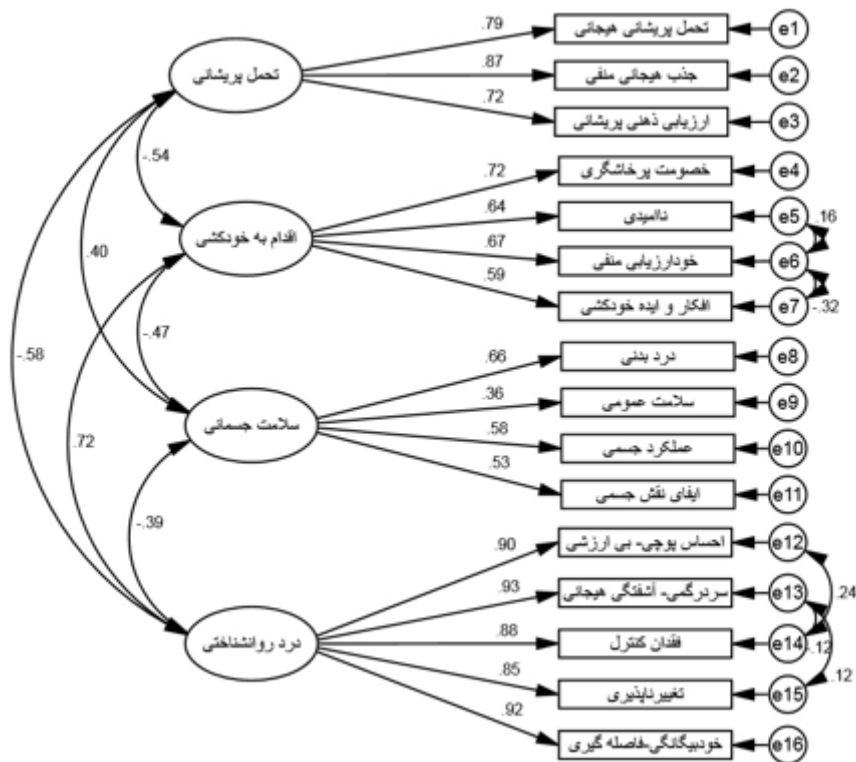 .79
تحمل پریشانی هیجانی
e1
تحمل پریشانی
.87
جذب هیجانی منفی
e2
.72
ارزیابی ذهنی پریشانی
e3
-.54
.72
خصومت پرخاشگری
e4
.64
ناامیدی
e5
.16
اقدام به خودکشی
.67
خودارزیابی منفی
e6
.40
.59
افکار و ایده خودکشی
e7
-.32
-.47
-.58
.66
درد بدنی
e8
.36
سلامت عمومی
e9
سلامت جسمانی
.58
عملکرد جسمی
e10
.72
.53
ایفای نقش جسمی
e11
-.39
.90
احساس پوچی- بی ارزشی
e12
.93
سردرگمی- آشفتگی هیجانی
e13
.24
درد روانشناختی
.88
فقدان کنترل
e14
-.12
.85
تغییرناپذیری
e15
.12
.92
خودبیگانگی-فاصله گیری
e16